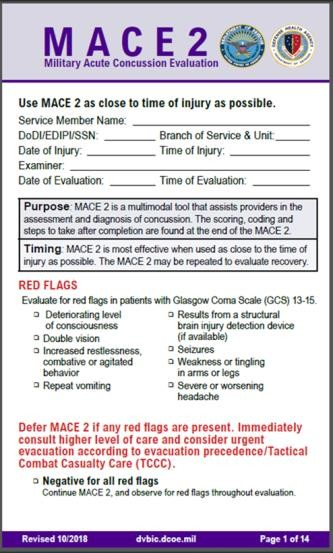 MACE 2
Military Acute Concussion Evaluation
Use MACE 2 as close to time of injury as possible.
Service Member Name:
DoDI/EDIPI/SSN: Branch of Service & Unit:
Date of Injury: Time of Injury:
Examiner:
Date of Evaluation: Time of Evaluation:
Purpose: MACE 2 is a multimodal tool that assists providers in the
assessment and diagnosis of concussion. The scoring, coding and
steps to take after completion are found at the end of the MACE 2.
Timing: MACE 2 is most effective when used as close to the time of
injury as possible. The MACE 2 may be repeated to evaluate recovery.
RED FLAGS
Evaluate for red flags in patients with Glasgow Coma Scale (GCS) 13-15.
Deteriorating level
of consciousness
Double vision
Increased restlessness,
combative or agitated
behavior
Repeat vomiting
Results from a structural
brain injury detection device
(if available)
Seizures
Weakness or tingling
in arms or legs
Severe or worsening
headache
Defer MACE 2 if any red flags are present. Immediately
consult higher level of care and consider urgent
evacuation according to evacuation precedence/Tactical
Combat Casualty Care (TCCC).
Negative for all red flags
Continue MACE 2, and observe for red flags throughout evaluation.
Revised 10/2018 dvbic.dcoe.mil Page 1 of 14